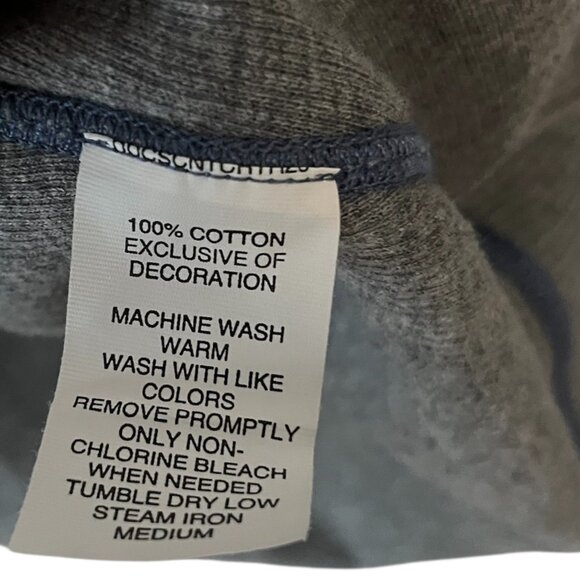 100% COTTON
EXCLUSIVE OF
DECORATION
MACHINE WASH
WARM
WASH WITH LIKE
COLORS
REMOVE PROMPTLY
ONLY NON-
CHLORINE BLEACH
WHEN NEEDED
TUMBLE DRY LOW
STEAM IRON
MEDIUM